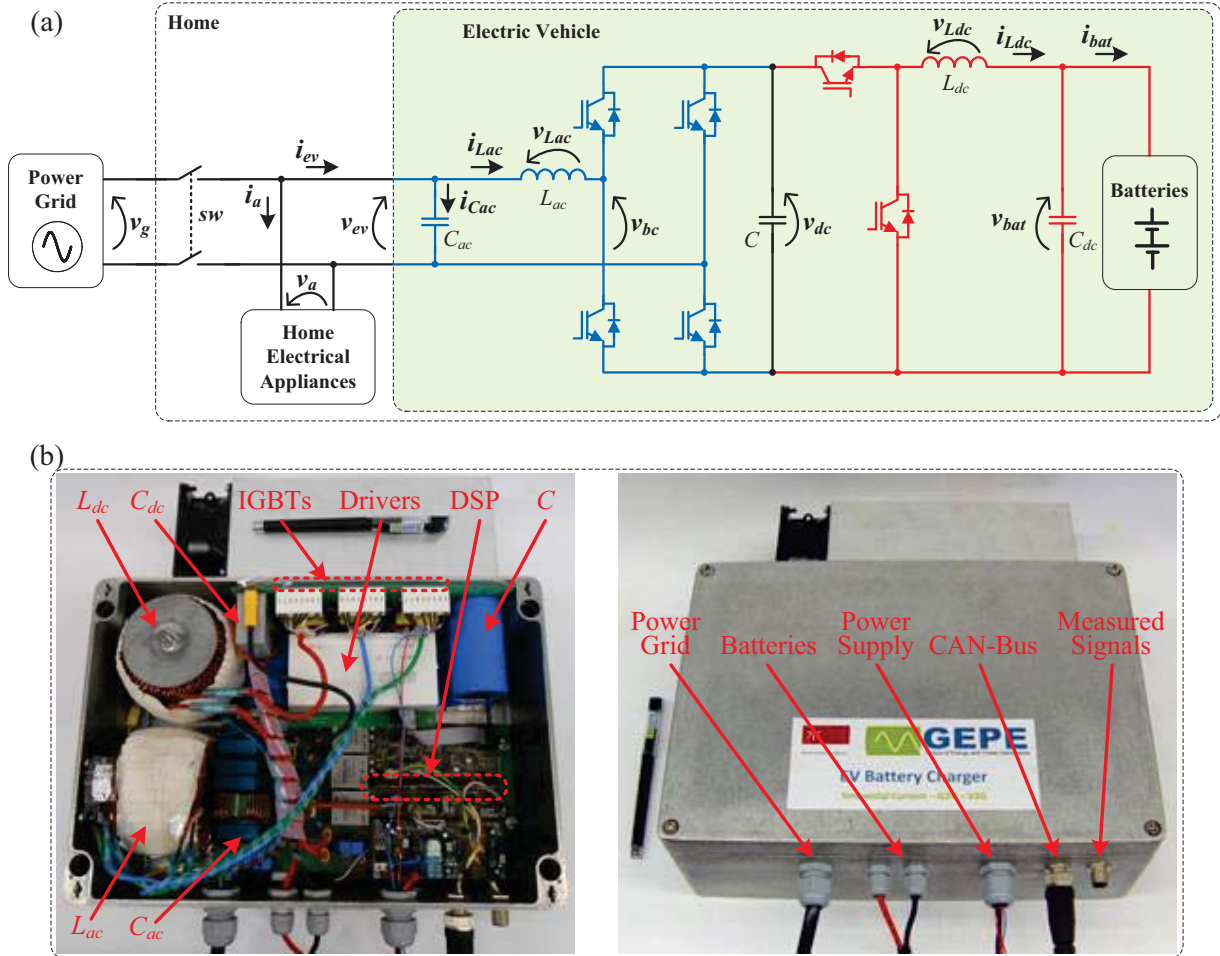 (a)
Home
Electric Vehicle
v_Ldc
i_Ldc
i_bat
L_dc
Power
Grid
v_g
sw
i_ev
i_a
v_a
Home
Electrical
Appliances
v_ev
i_Lac
v_Lac
L_ac
i_Cac
C_ac
v_bc
C
v_dc
v_bat
C_dc
Batteries
(b)
L_dc
C_dc
IGBTs
Drivers
DSP
C
L_ac
C_ac
Power
Grid
Batteries
Power
Supply
CAN-Bus
Measured
Signals
GEPE
EV Battery Charger